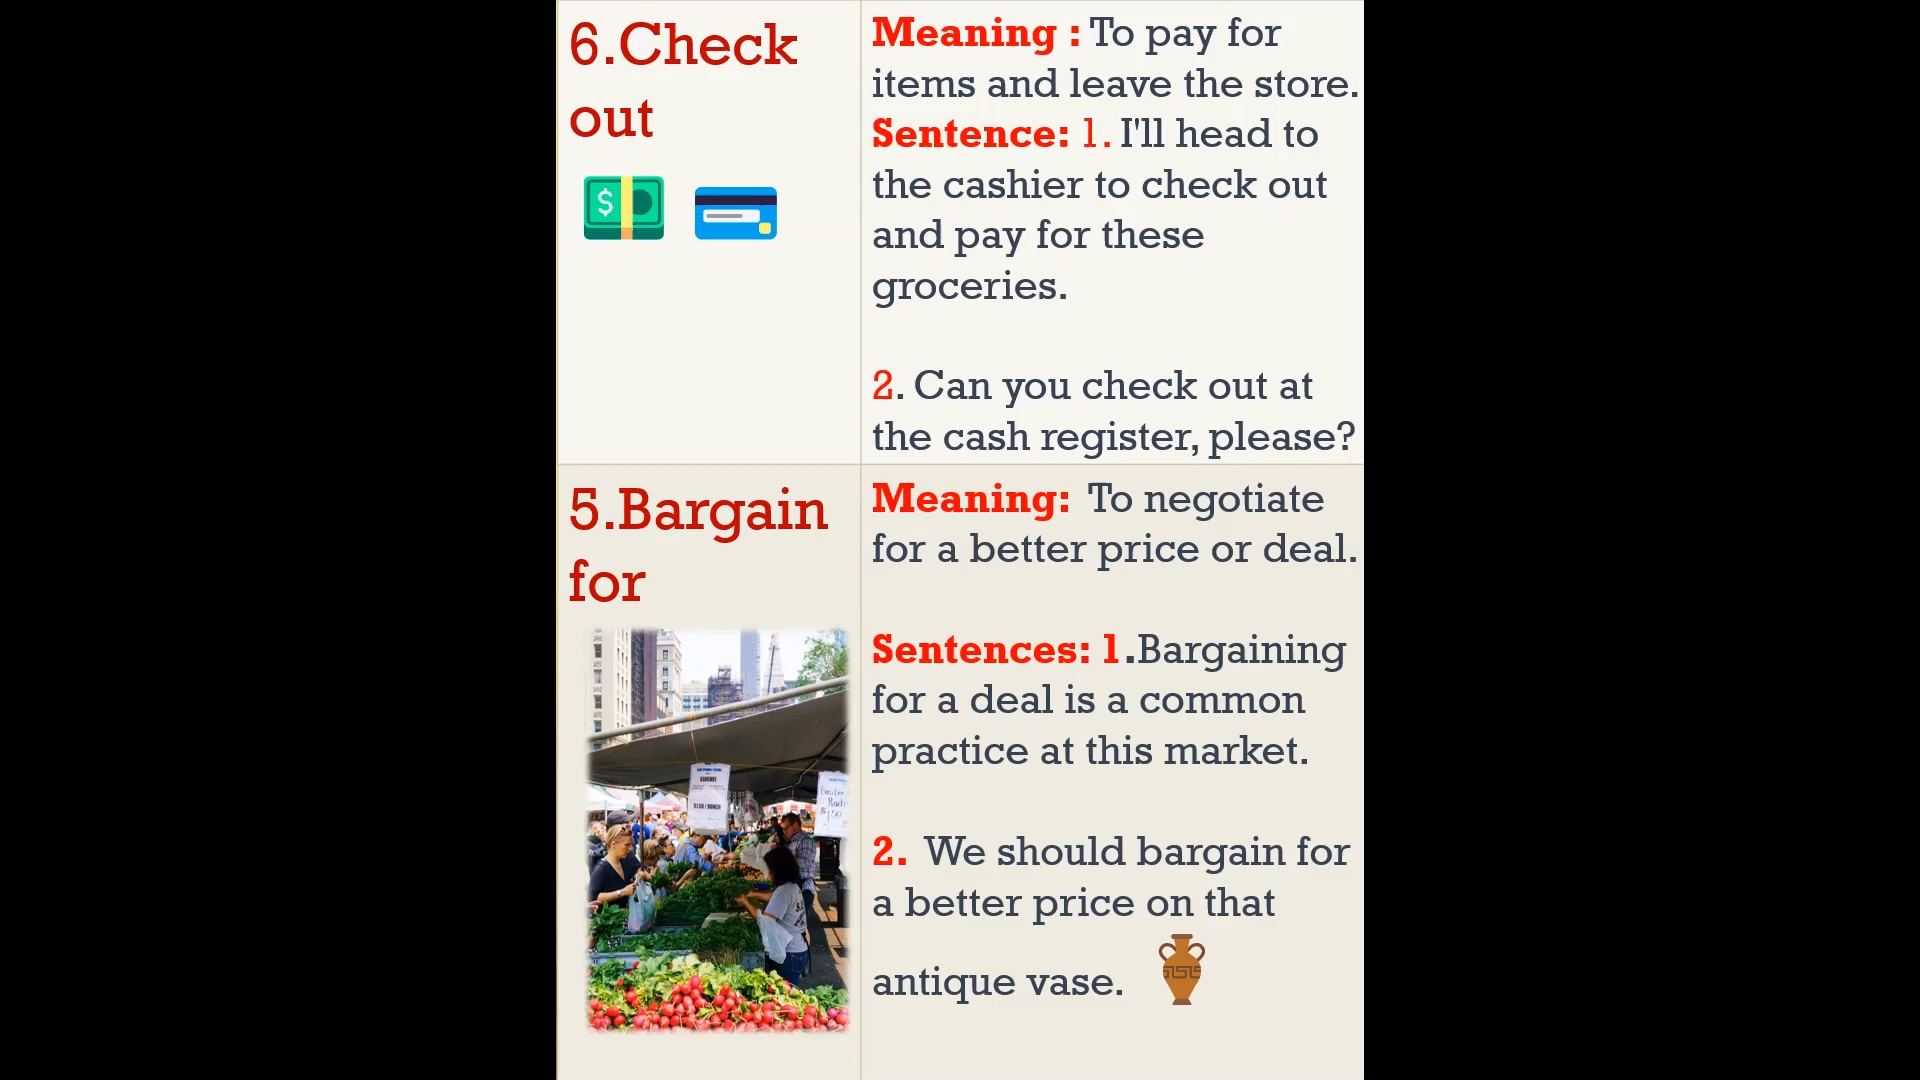 6.Check
out
$
Meaning : To pay for
items and leave the store.
Sentence: 1. I'll head to
the cashier to check out
and pay for these
groceries.
2. Can you check out at
the cash register, please?
5.Bargain
for
Meaning: To negotiate
for a better price or deal.
Sentences: 1.Bargaining
for a deal is a common
practice at this market.
2. We should bargain for
a better price on that
antique vase.